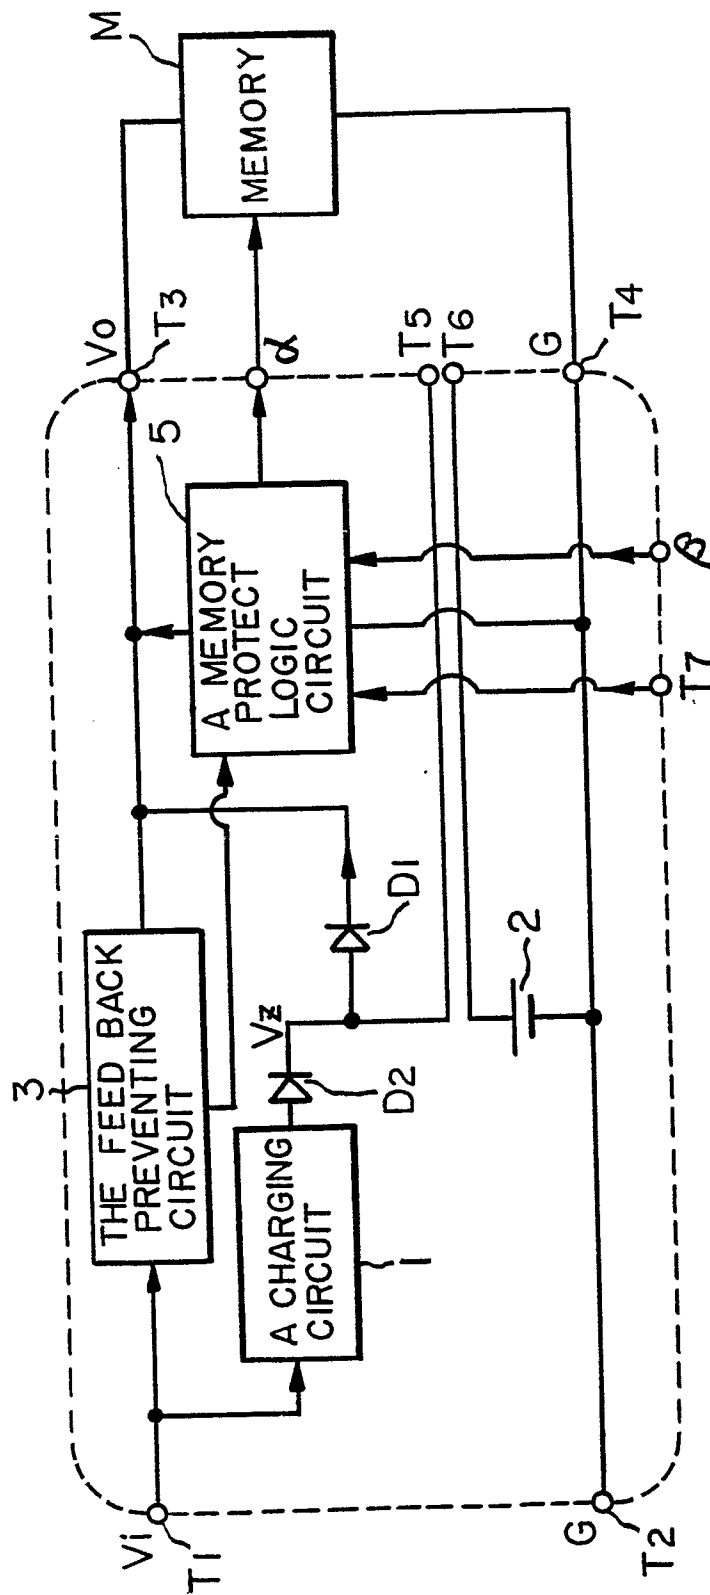 Vi
T1
3
THE FEED BACK
PREVENTING
CIRCUIT
A CHARGING
CIRCUIT
1
D2
Vz
D1
2
5
A MEMORY
PROTECT
LOGIC
CIRCUIT
Vo
T3
α
T5
T6
G
T4
M
MEMORY
G
T2
T7
β